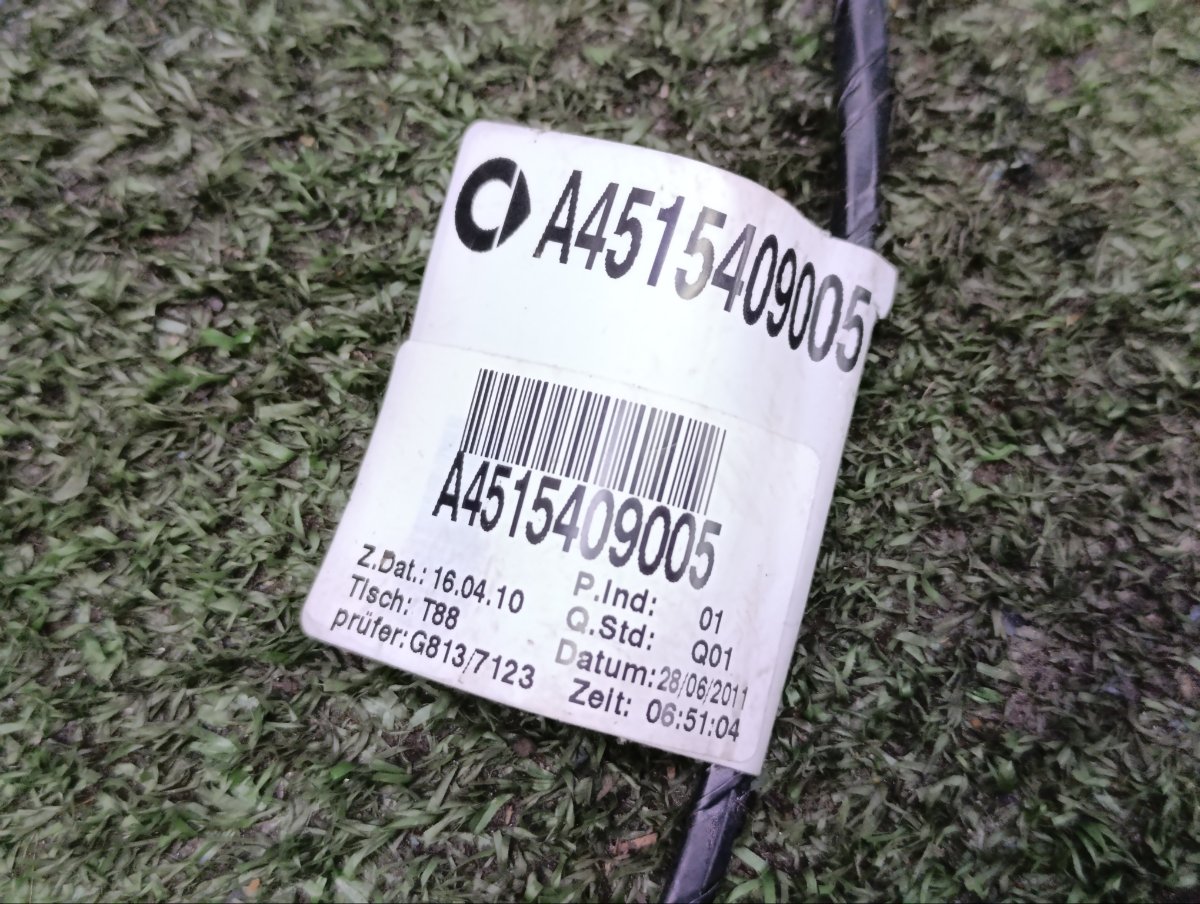 A4515409005
A4515409005
Z.Dat.: 16.04.10 P.Ind: 01
Tisch: T88 Q.Std: Q01
prüfer: G813/7123 Datum: 28/06/2011
Zeit: 06:51:04